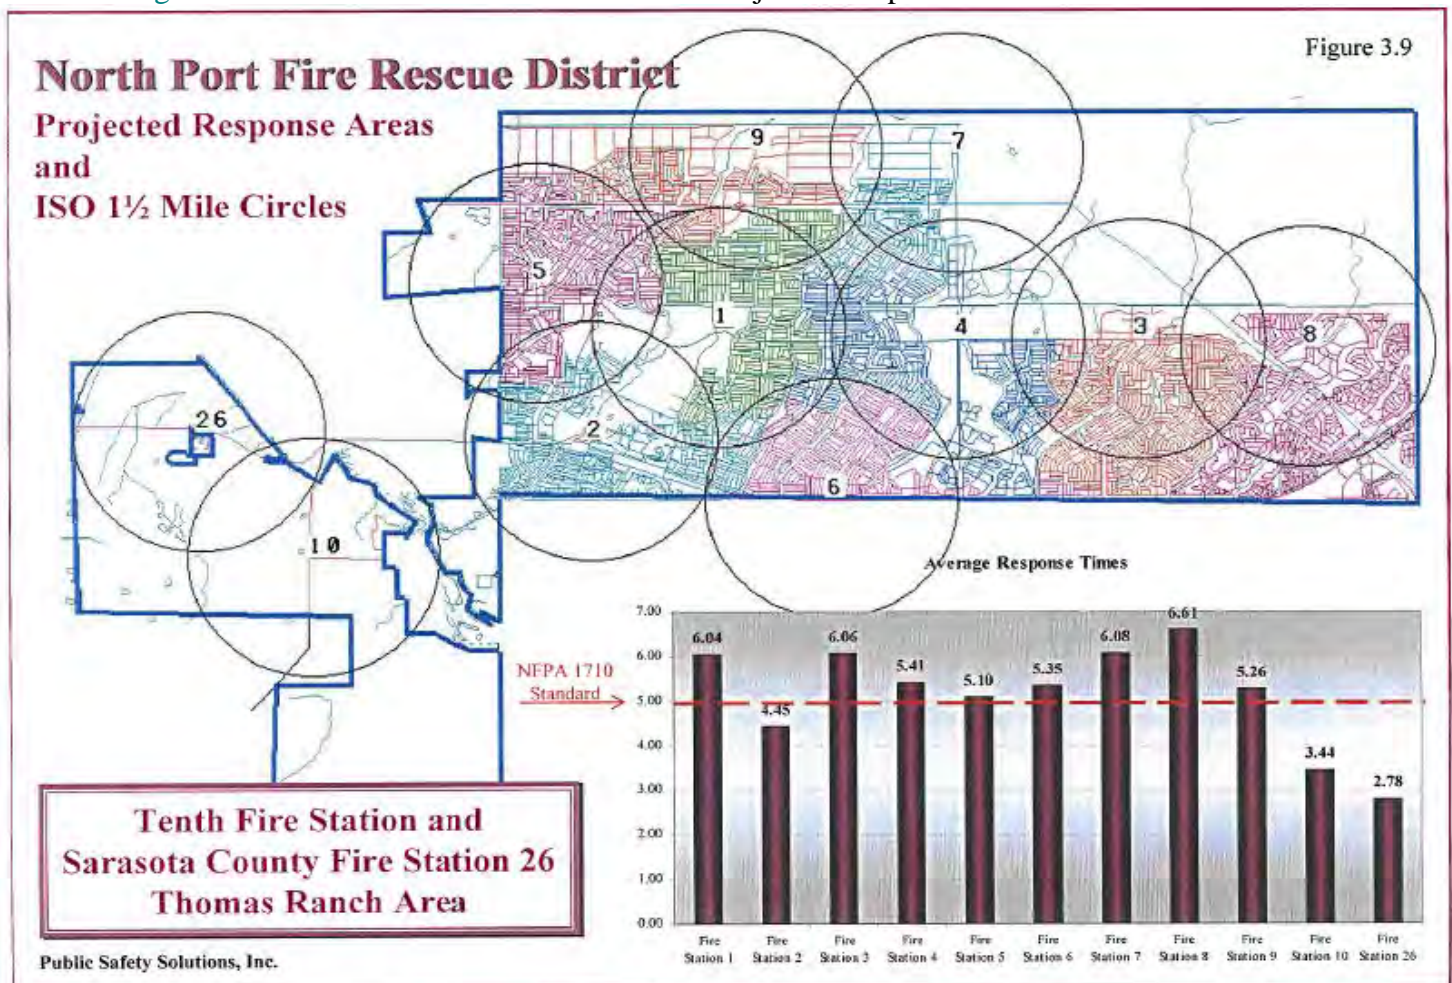 Figure 3.9
North Port Fire Rescue District
Projected Response Areas
and
ISO 1½ Mile Circles
9
7
5
1
4
3
8
26
2
6
10
Average Response Times
7.00
6.00
5.00
4.00
3.00
2.00
1.00
0.00
NFPA 1710
Standard
6.04
4.45
6.06
5.41
5.10
5.35
6.08
6.61
5.26
3.44
2.78
Fire Station 1
Fire Station 2
Fire Station 3
Fire Station 4
Fire Station 5
Fire Station 6
Fire Station 7
Fire Station 8
Fire Station 9
Fire Station 10
Fire Station 26
Tenth Fire Station and
Sarasota County Fire Station 26
Thomas Ranch Area
Public Safety Solutions, Inc.